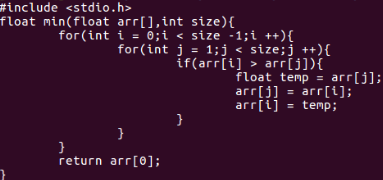 #include <stdio.h>
float min(float arr[],int size){
        for(int i = 0;i < size -1;i ++){
                for(int j = 1;j < size;j ++){
                        if(arr[i] > arr[j]){
                                float temp = arr[j];
                                arr[j] = arr[i];
                                arr[i] = temp;
                        }
                }
        }
        return arr[0];
}